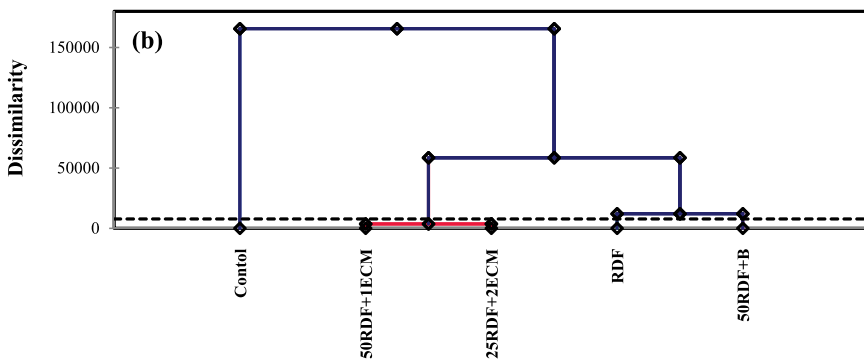 (b)
Dissimilarity
150000
100000
50000
0
Contol
50RDF+1ECM
25RDF+2ECM
RDF
50RDF+B